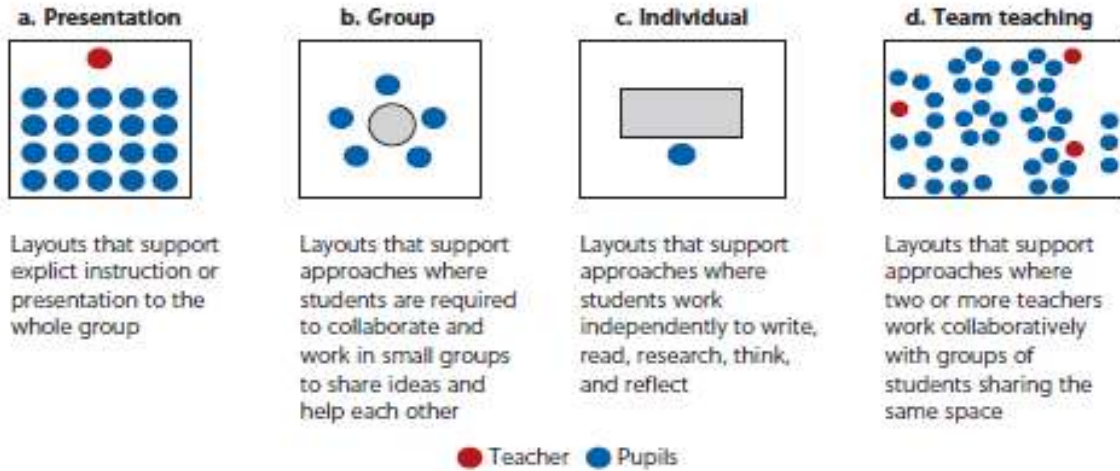 a. Presentation
b. Group
c. Individual
d. Team teaching
Layouts that support
explict instruction or
presentation to the
whole group
Layouts that support
approaches where
students are required
to collaborate and
work in small groups
to share ideas and
help each other
Layouts that support
approaches where
students work
independently to write,
read, research, think,
and reflect
Layouts that support
approaches where
two or more teachers
work collaboratively
with groups of
students sharing the
same space
Teacher Pupils